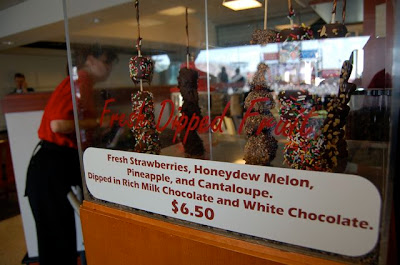 Fresh Dipped Fruit
Fresh Strawberries, Honeydew Melon,
Pineapple, and Cantaloupe.
Dipped in Rich Milk Chocolate and White Chocolate.
$6.50